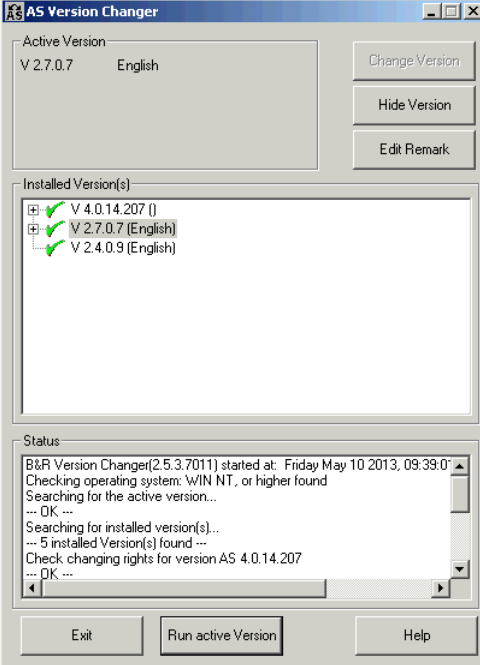 AS Version Changer
Active Version
V 2.7.0.7 English
Change Version
Hide Version
Edit Remark
Installed Version(s)
V 4.0.14.207 ()
V 2.7.0.7 (English)
V 2.4.0.9 (English)
Status
B&R Version Changer(2.5.3.7011) started at: Friday May 10 2013, 09:39:0
Checking operating system: WIN NT, or higher found
Searching for the active version...
--- OK ---
Searching for installed version(s)...
--- 5 installed Version(s) found ---
Check changing rights for version AS 4.0.14.207
--- OK ---
Exit
Run active Version
Help